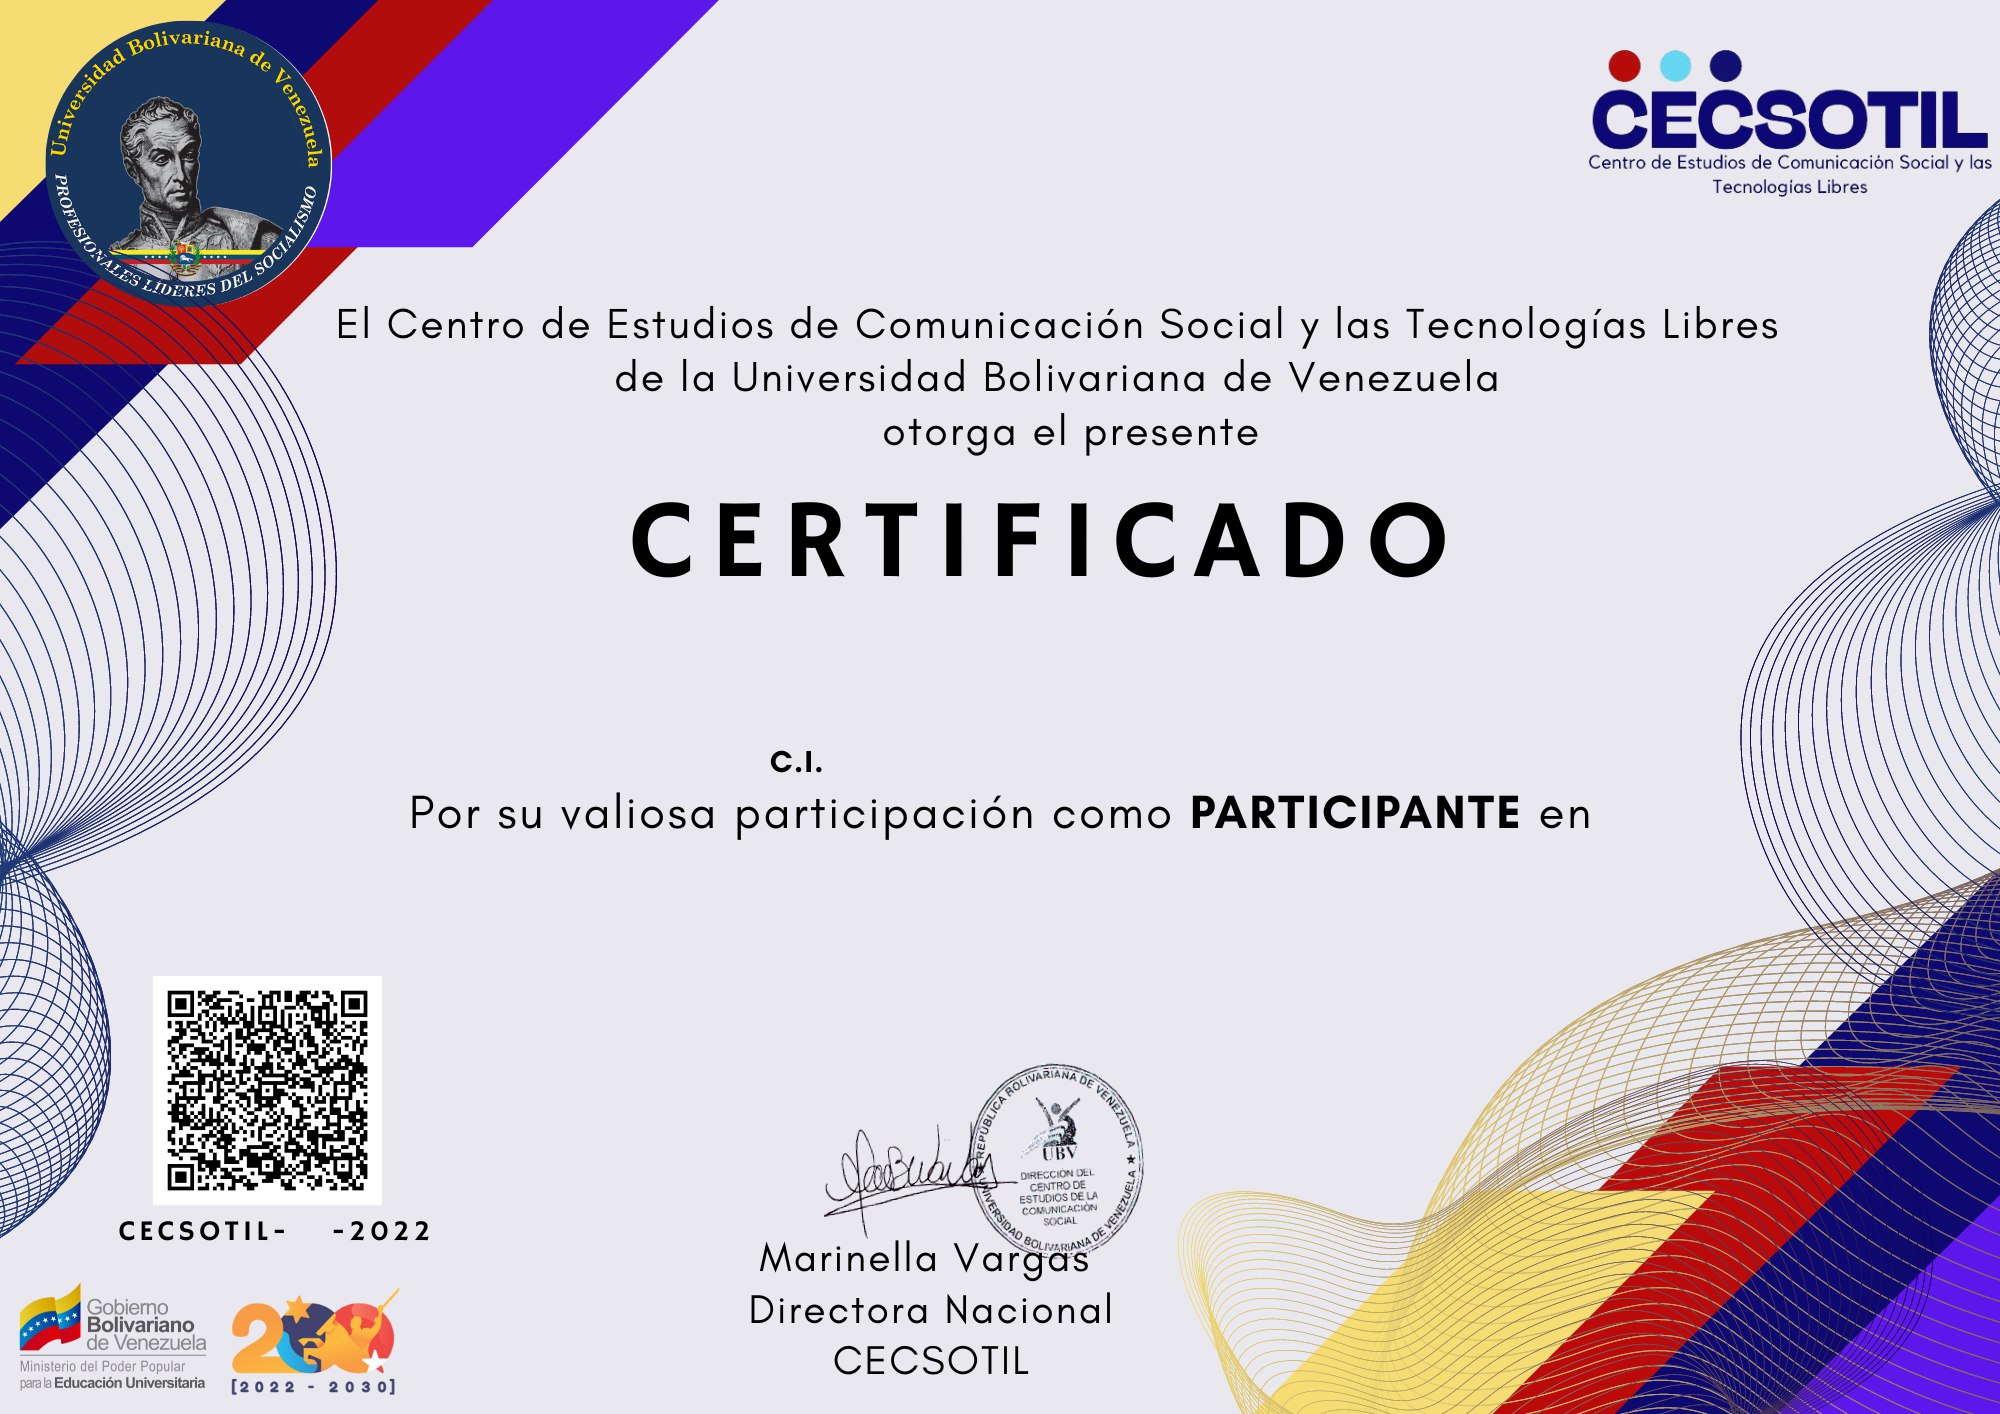 Universidad Bolivariana de Venezuela
PROFESIONALES LIDERES DEL SOCIALISMO
CECSOTIL
Centro de Estudios de Comunicación Social y las
Tecnologías Libres
El Centro de Estudios de Comunicación Social y las Tecnologías Libres
de la Universidad Bolivariana de Venezuela
otorga el presente
CERTIFICADO
C.I.
Por su valiosa participación como PARTICIPANTE en
CECSOTIL- -2022
REPÚBLICA BOLIVARIANA DE VENEZUELA
UBV
DIRECCIÓN DEL
CENTRO DE
ESTUDIOS DE LA
COMUNICACIÓN
SOCIAL
UNIVERSIDAD BOLIVARIANA DE VENEZUELA
Marinella Vargas
Directora Nacional
CECSOTIL
Gobierno
Bolivariano
de Venezuela
Ministerio del Poder Popular
para la Educación Universitaria
200
[2022 - 2030]